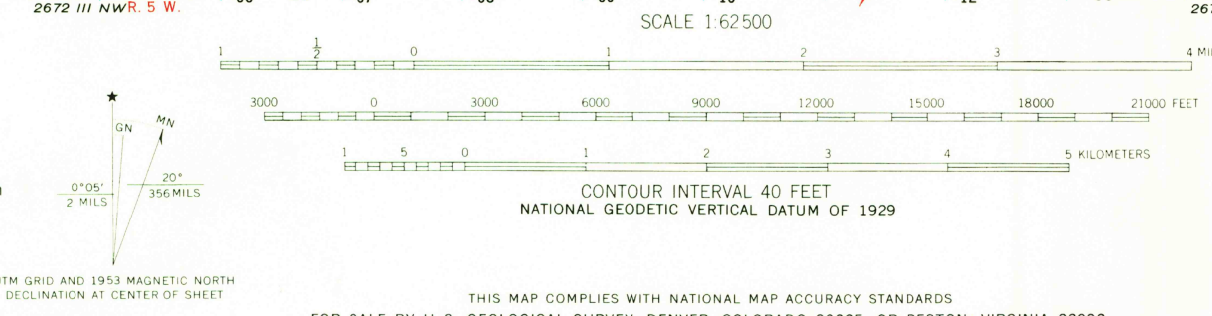 2672 III NW R. 5 W.
SCALE 1:62500
1 1/2 0 1 2 3 4
3000 0 3000 6000 9000 12000 15000 18000 21000 FEET
1 5 0 1 2 3 4 5 KILOMETERS
CONTOUR INTERVAL 40 FEET
NATIONAL GEODETIC VERTICAL DATUM OF 1929
★
GN MN
0°05' 20°
2 MILS 356 MILS
GRID AND 1953 MAGNETIC NORTH
DECLINATION AT CENTER OF SHEET
THIS MAP COMPLIES WITH NATIONAL MAP ACCURACY STANDARDS